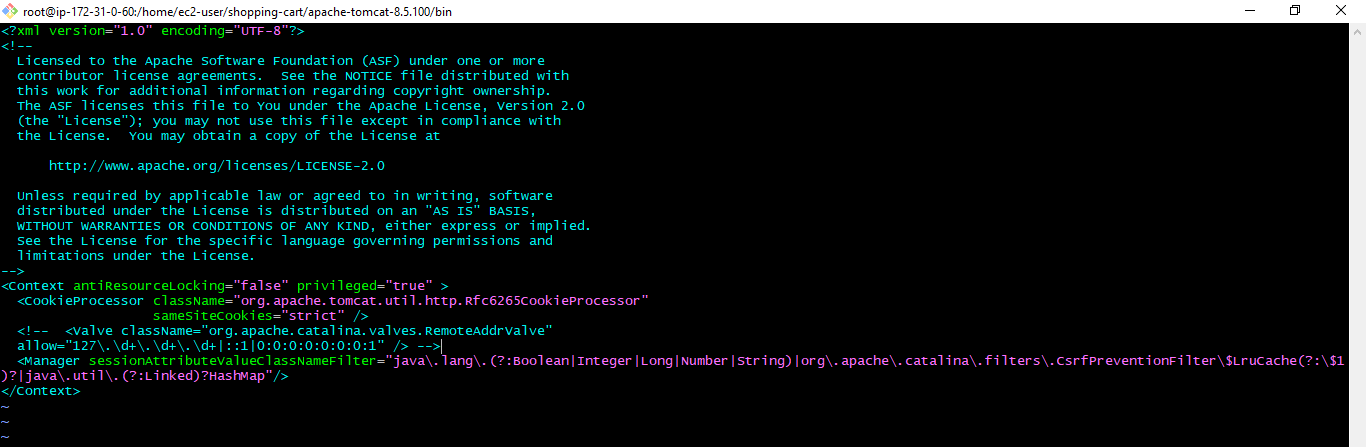 root@ip-172-31-0-60:/home/ec2-user/shopping-cart/apache-tomcat-8.5.100/bin
<?xml version="1.0" encoding="UTF-8"?>
<!--
  Licensed to the Apache Software Foundation (ASF) under one or more
  contributor license agreements.  See the NOTICE file distributed with
  this work for additional information regarding copyright ownership.
  The ASF licenses this file to You under the Apache License, Version 2.0
  (the "License"); you may not use this file except in compliance with
  the License.  You may obtain a copy of the License at

      http://www.apache.org/licenses/LICENSE-2.0

  Unless required by applicable law or agreed to in writing, software
  distributed under the License is distributed on an "AS IS" BASIS,
  WITHOUT WARRANTIES OR CONDITIONS OF ANY KIND, either express or implied.
  See the License for the specific language governing permissions and
  limitations under the License.
-->
<Context antiResourceLocking="false" privileged="true" >
  <CookieProcessor className="org.apache.tomcat.util.http.Rfc6265CookieProcessor"
                   sameSiteCookies="strict" />
  <!--  <Valve className="org.apache.catalina.valves.RemoteAddrValve"
  allow="127\.\d+\.\d+\.\d+|::1|0:0:0:0:0:0:0:1" /> -->
  <Manager sessionAttributeValueClassNameFilter="java\.lang\.(?:Boolean|Integer|Long|Number|String)|org\.apache\.catalina\.filters\.CsrfPreventionFilter\$LruCache(?:\$1
)?|java\.util\.(?:Linked)?HashMap"/>
</Context>
~
~
~